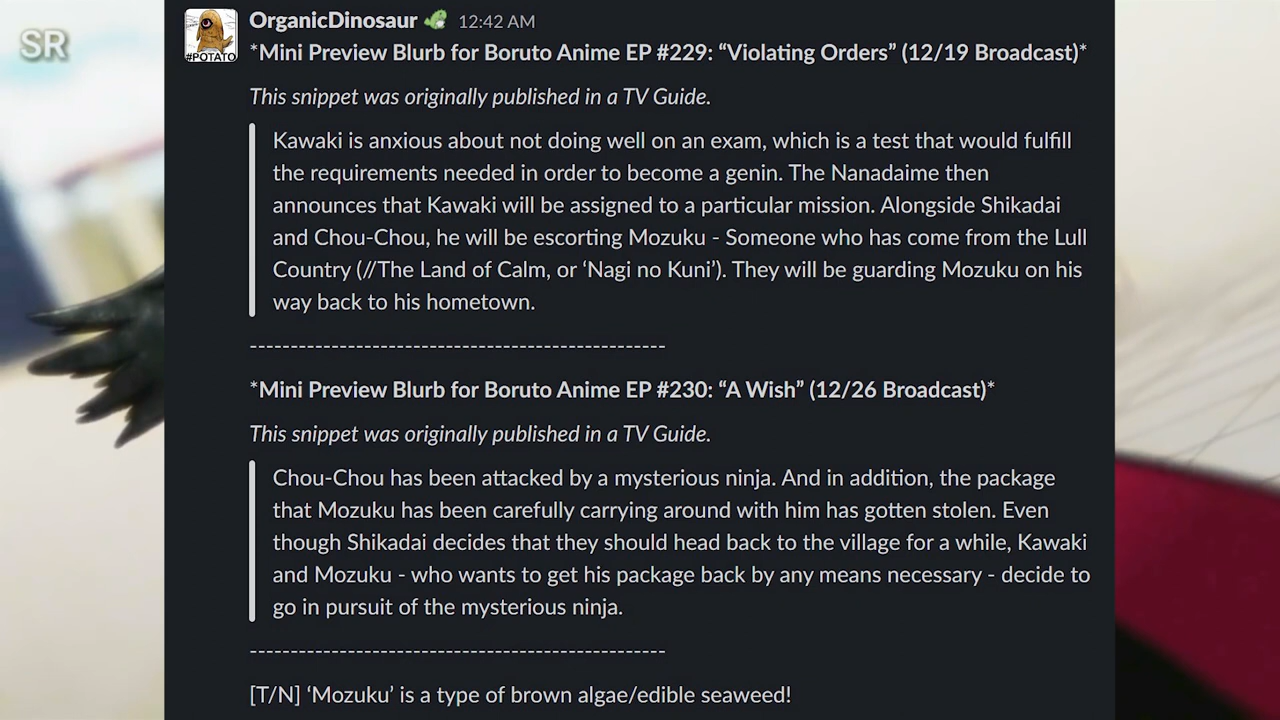 SR
OrganicDinosaur 12:42 AM
#POTATO
*Mini Preview Blurb for Boruto Anime EP #229: “Violating Orders” (12/19 Broadcast)*
This snippet was originally published in a TV Guide.
Kawaki is anxious about not doing well on an exam, which is a test that would fulfill
the requirements needed in order to become a genin. The Nanadaime then
announces that Kawaki will be assigned to a particular mission. Alongside Shikadai
and Chou-Chou, he will be escorting Mozuku - Someone who has come from the Lull
Country (//The Land of Calm, or ‘Nagi no Kuni’). They will be guarding Mozuku on his
way back to his hometown.
---------------------------------------------------
*Mini Preview Blurb for Boruto Anime EP #230: “A Wish” (12/26 Broadcast)*
This snippet was originally published in a TV Guide.
Chou-Chou has been attacked by a mysterious ninja. And in addition, the package
that Mozuku has been carefully carrying around with him has gotten stolen. Even
though Shikadai decides that they should head back to the village for a while, Kawaki
and Mozuku - who wants to get his package back by any means necessary - decide to
go in pursuit of the mysterious ninja.
---------------------------------------------------
[T/N] ‘Mozuku’ is a type of brown algae/edible seaweed!